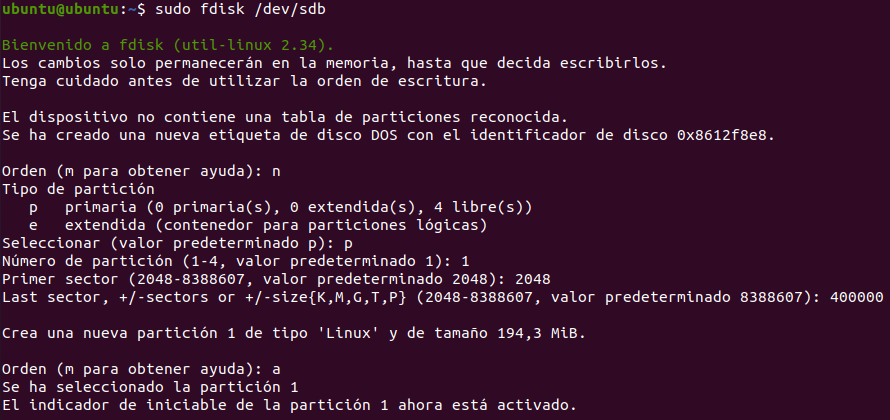 ubuntu@ubuntu:~$ sudo fdisk /dev/sdb
Bienvenido a fdisk (util-linux 2.34).
Los cambios solo permanecerán en la memoria, hasta que decida escribirlos.
Tenga cuidado antes de utilizar la orden de escritura.
El dispositivo no contiene una tabla de particiones reconocida.
Se ha creado una nueva etiqueta de disco DOS con el identificador de disco 0x8612f8e8.
Orden (m para obtener ayuda): n
Tipo de partición
   p   primaria (0 primaria(s), 0 extendida(s), 4 libre(s))
   e   extendida (contenedor para particiones lógicas)
Seleccionar (valor predeterminado p): p
Número de partición (1-4, valor predeterminado 1): 1
Primer sector (2048-8388607, valor predeterminado 2048): 2048
Last sector, +/-sectors or +/-size{K,M,G,T,P} (2048-8388607, valor predeterminado 8388607): 400000
Crea una nueva partición 1 de tipo 'Linux' y de tamaño 194,3 MiB.
Orden (m para obtener ayuda): a
Se ha seleccionado la partición 1
El indicador de iniciable de la partición 1 ahora está activado.